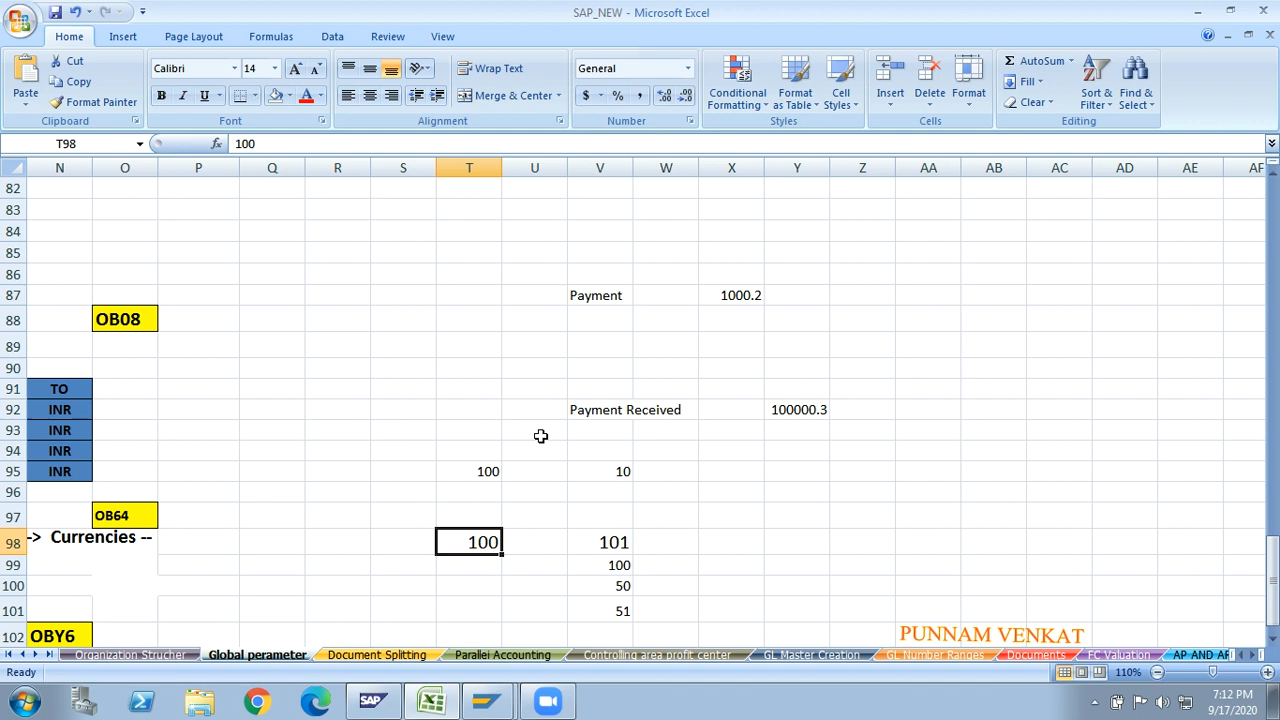 SAP_NEW - Microsoft Excel
Home Insert Page Layout Formulas Data Review View
Paste Cut Copy Format Painter Clipboard
Calibri 14 A A B I U A Font
Wrap Text Merge & Center Alignment
General $ % , Number
Conditional Formatting Format as Table Cell Styles Styles
Insert Delete Format Cells
AutoSum Fill Clear Sort & Filter Find & Select Editing
T98 fx 100
N O P Q R S T U V W X Y Z AA AB AC AD AE AF
82
83
84
85
86
87 Payment 1000.2
88 OB08
89
90
91 TO
92 INR Payment Received 100000.3
93 INR
94 INR
95 INR 100 10
96
97 OB64
98 -> Currencies -- 100 101
99 100
100 50
101 51
102 OBY6 PUNNAM VENKAT
Organization Strucher Global perameter Document Splitting Parallel Accounting Controlling area profit center GL Master Creation GL Number Ranges Documents FC Valuation AP AND AR
Ready 110%
SAP 7:12 PM
9/17/2020